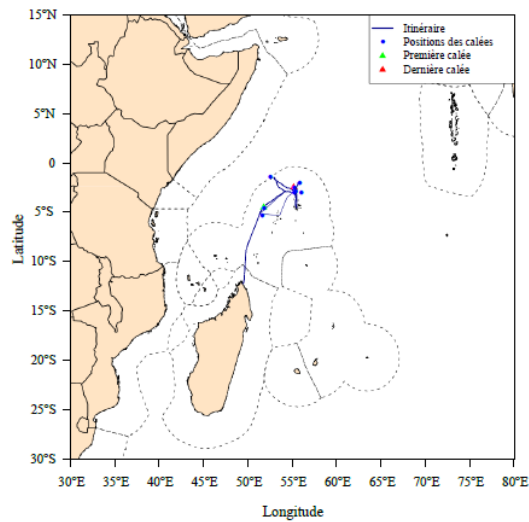 15°N
10°N
5°N
0
5°S
10°S
15°S
20°S
25°S
30°S
Latitude
Itinéraire
Positions des calées
Première calée
Dernière calée
30°E 35°E 40°E 45°E 50°E 55°E 60°E 65°E 70°E 75°E 80°E
Longitude